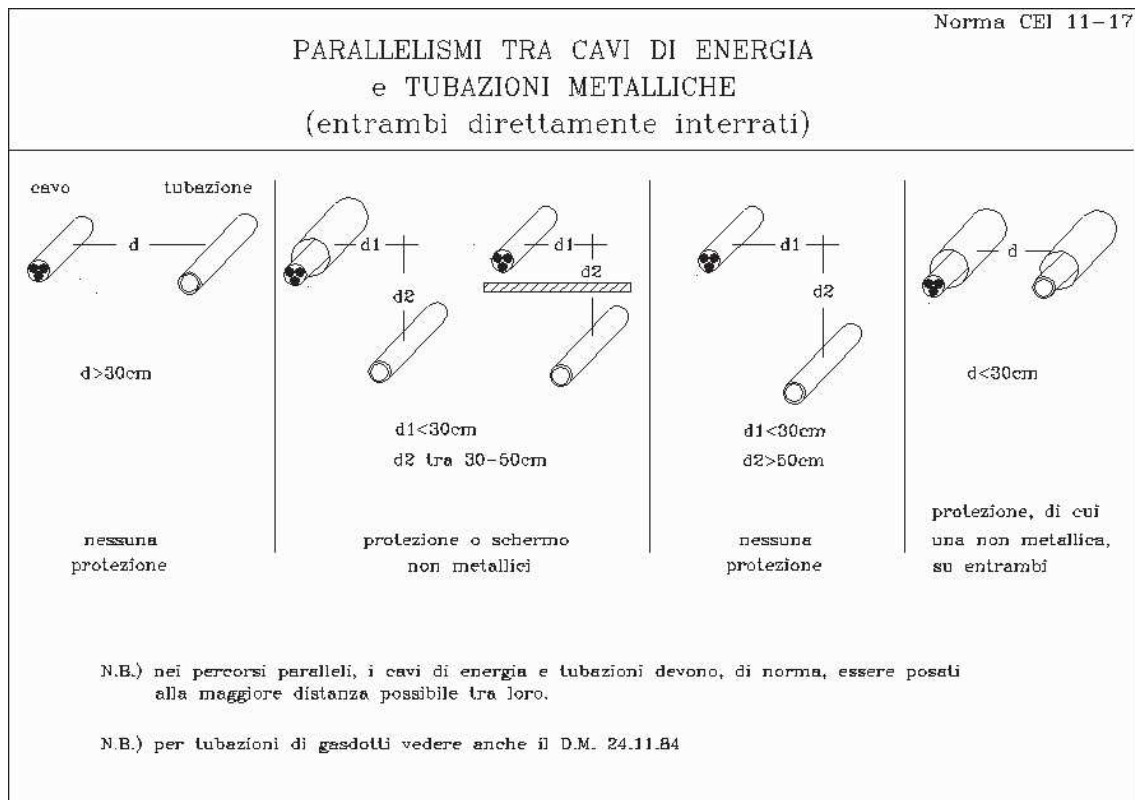 Norma CEI 11-17
PARALLELISMI TRA CAVI DI ENERGIA
e TUBAZIONI METALLICHE
(entrambi direttamente interrati)
cavo
tubazione
d
d>30cm
nessuna
protezione
d1
d2
d1
d2
d1<30cm
d2 tra 30-50cm
protezione o schermo
non metallici
d1
d2
d1<30cm
d2>50cm
nessuna
protezione
d
d<30cm
protezione, di cui
una non metallica,
su entrambi
N.B.) nei percorsi paralleli, i cavi di energia e tubazioni devono, di norma, essere posati
alla maggiore distanza possibile tra loro.
N.B.) per tubazioni di gasdotti vedere anche il D.M. 24.11.84